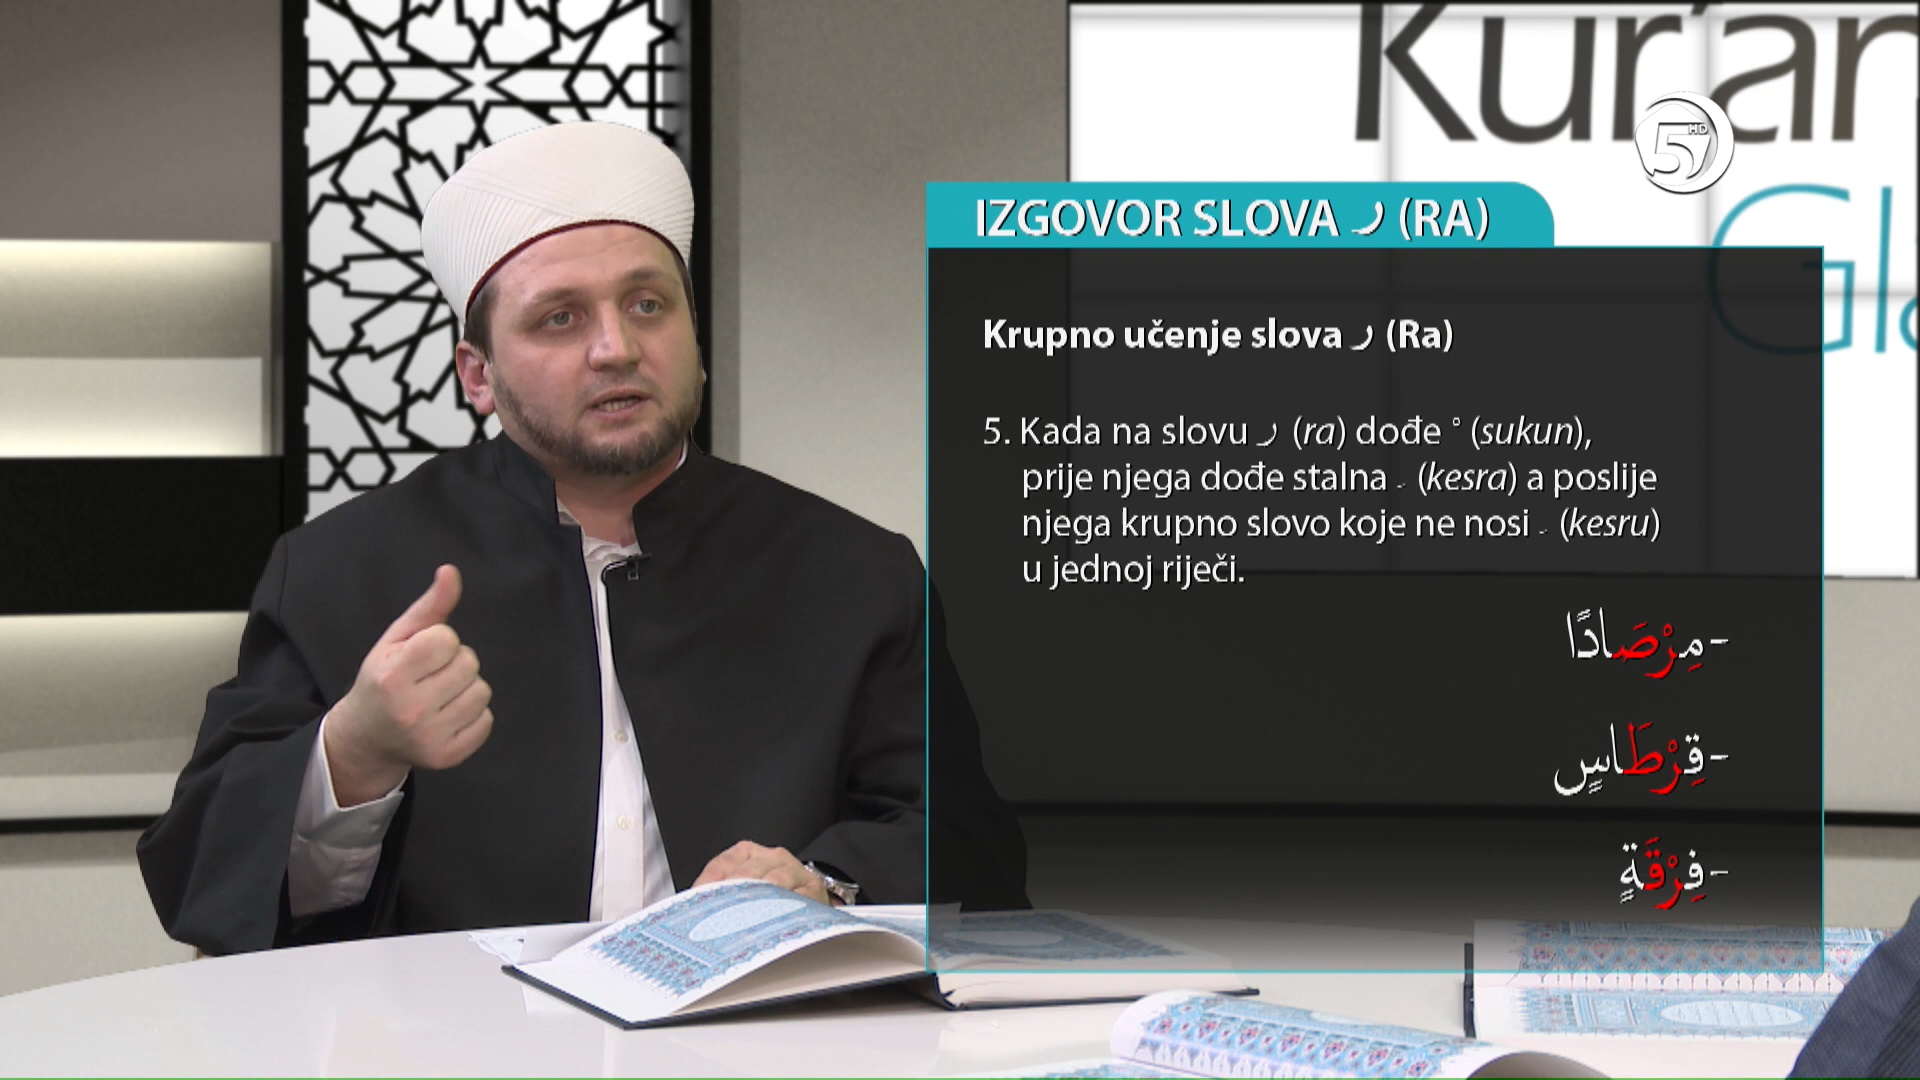 Kur'an
Gl
5 HD
IZGOVOR SLOVA ر (RA)
Krupno učenje slova ر (Ra)
5. Kada na slovu ر (ra) dođe ْ (sukun),
prije njega dođe stalna ِ (kesra) a poslije
njega krupno slovo koje ne nosi ِ (kesru)
u jednoj riječi.
- مِرْصَادًا
- قِرْطَاسٍ
- فِرْقَةٍ